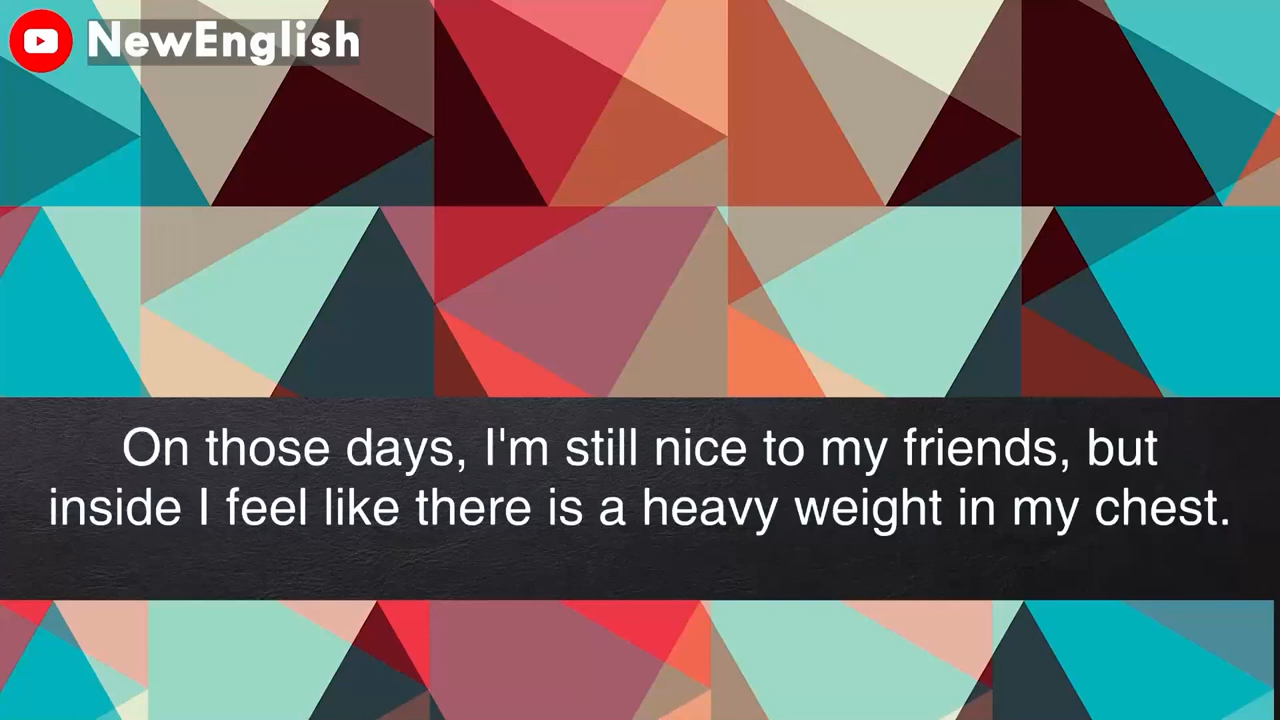 NewEnglish
On those days, I'm still nice to my friends, but
inside I feel like there is a heavy weight in my chest.